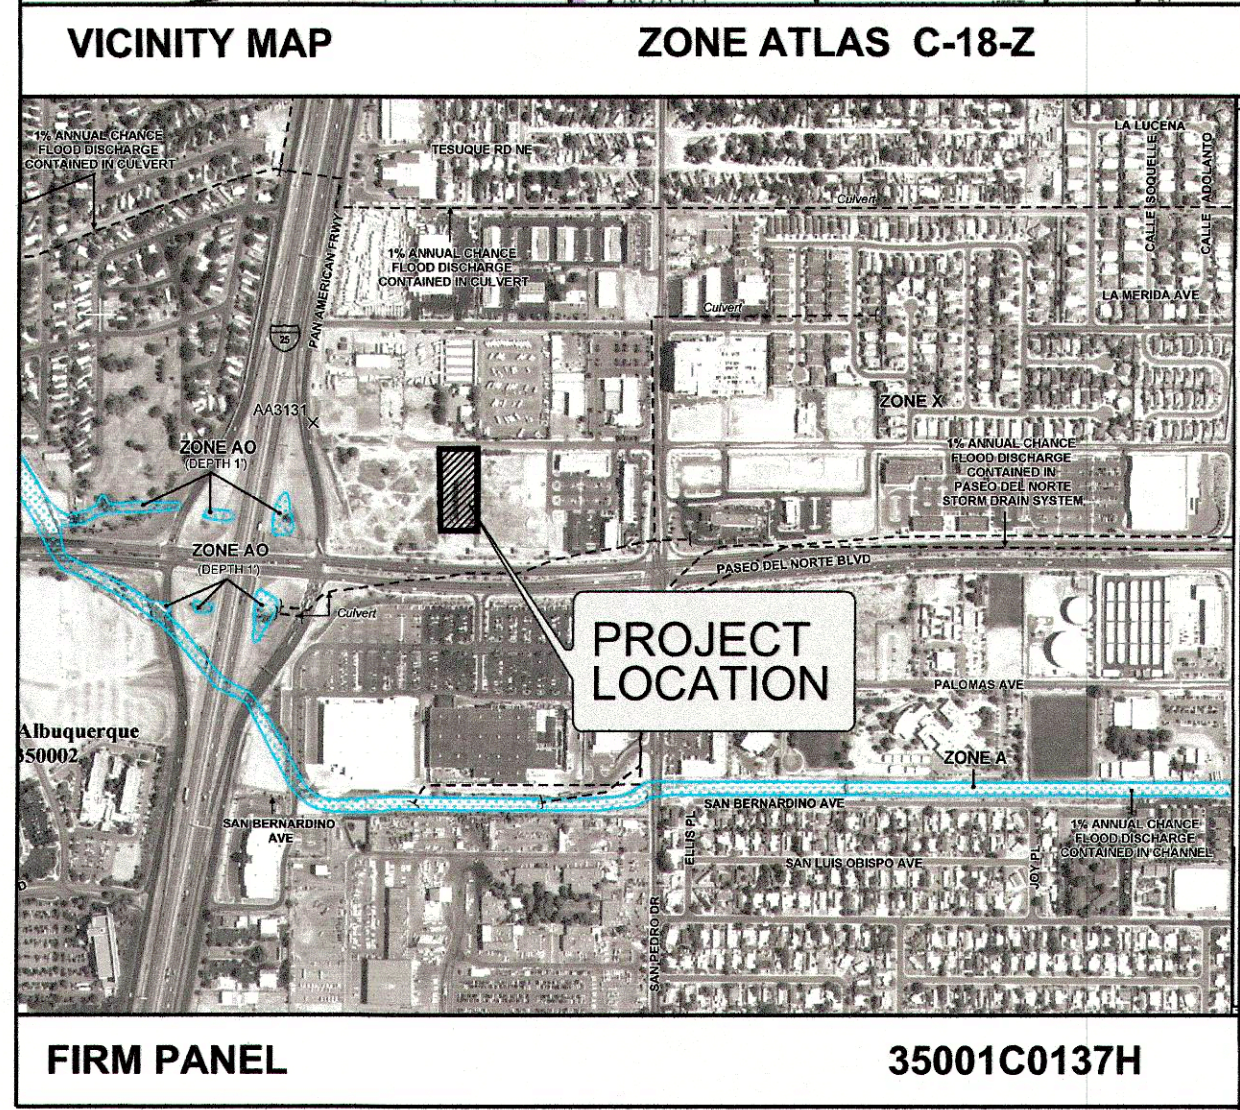 VICINITY MAP
ZONE ATLAS C-18-Z
1% ANNUAL CHANCE
FLOOD DISCHARGE
CONTAINED IN CULVERT
TESUQUE RD NE
LA LUCENA
CALLE SOQUELLE
CALLE ADOLANTO
Culvert
PAN AMERICAN FRWY
1% ANNUAL CHANCE
FLOOD DISCHARGE
CONTAINED IN CULVERT
LA MERIDA AVE
Culvert
25
AA3131
ZONE X
ZONE AO
(DEPTH 1')
1% ANNUAL CHANCE
FLOOD DISCHARGE
CONTAINED IN
PASEO DEL NORTE
STORM DRAIN SYSTEM
ZONE AO
(DEPTH 1')
PASEO DEL NORTE BLVD
Culvert
PROJECT
LOCATION
PALOMAS AVE
Albuquerque
350002
ZONE A
SAN BERNARDINO AVE
SAN BERNARDINO
AVE
ELLIS PL
1% ANNUAL CHANCE
FLOOD DISCHARGE
CONTAINED IN CHANNEL
SAN LUIS OBISPO AVE
JOY PL
SAN PEDRO DR
FIRM PANEL
35001C0137H